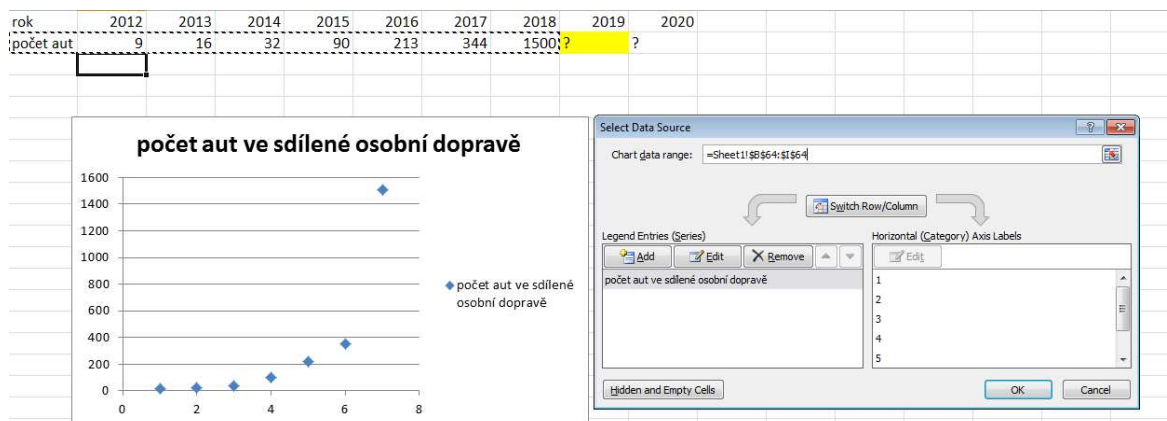 rok 2012 2013 2014 2015 2016 2017 2018 2019 2020
počet aut 9 16 32 90 213 344 1500 ? ?
počet aut ve sdílené osobní dopravě
1600
1400
1200
1000
800
600
400
200
0
0 2 4 6 8
počet aut ve sdílené
osobní dopravě
Select Data Source
Chart data range: =Sheet1!$B$64:$I$64
Switch Row/Column
Legend Entries (Series)
Add Edit Remove
počet aut ve sdílené osobní dopravě
Horizontal (Category) Axis Labels
Edit
1
2
3
4
5
Hidden and Empty Cells
OK Cancel